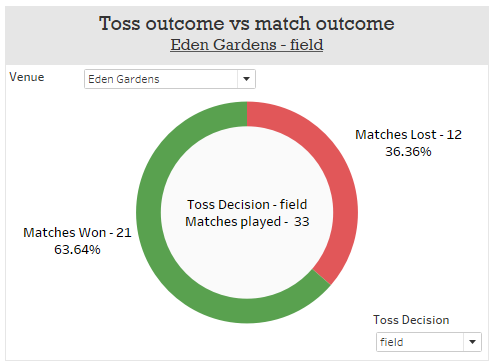 Toss outcome vs match outcome
Eden Gardens - field
Venue
Eden Gardens
Matches Lost - 12
36.36%
Toss Decision - field
Matches played -  33
Matches Won - 21
63.64%
Toss Decision
field